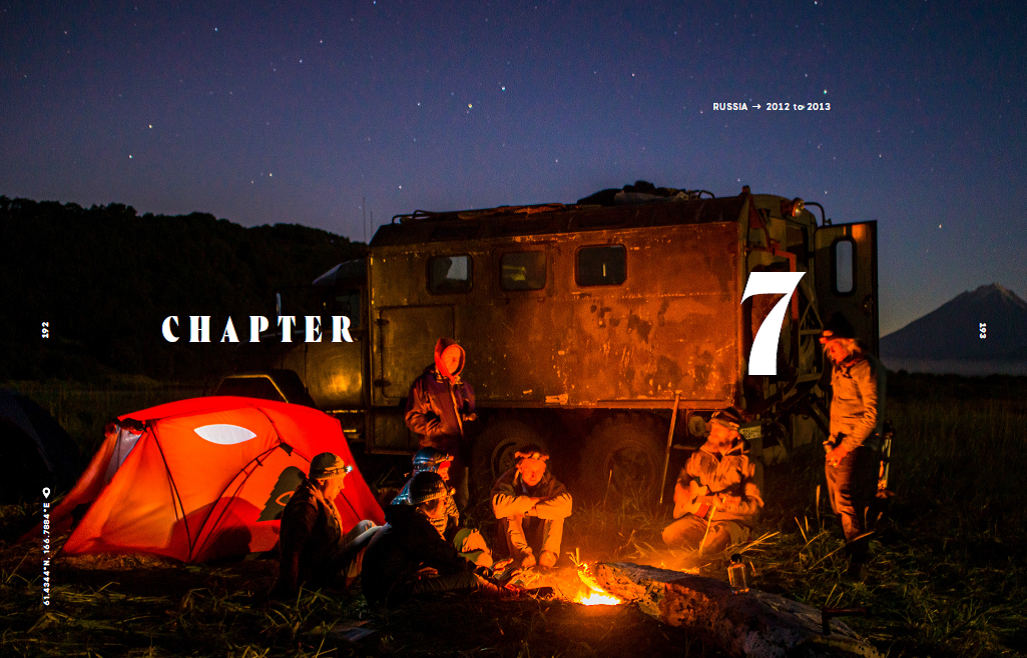 RUSSIA → 2012 to 2013
CHAPTER
7
192
193
61.4344°N, 166.7884°E